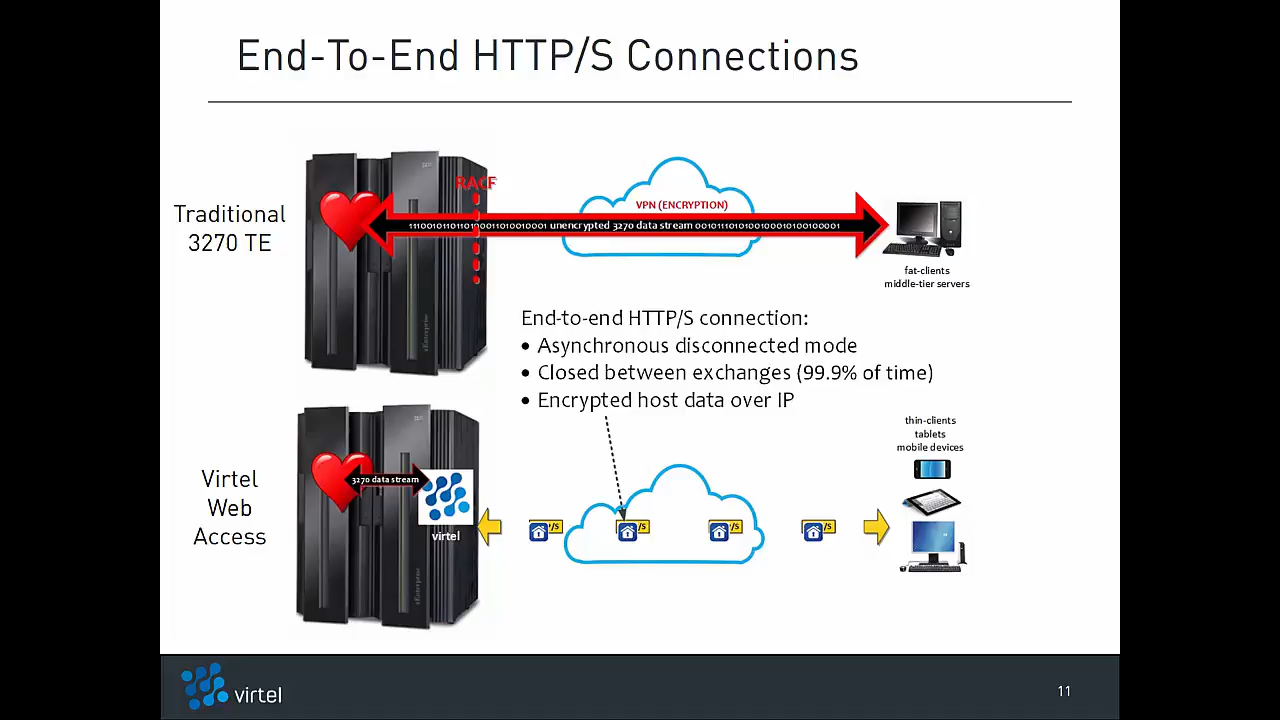 End-To-End HTTP/S Connections
RACF
Traditional
3270 TE
VPN (ENCRYPTION)
1110010110110100011010010001 unencrypted 3270 data stream 0010111010100100010100100001
fat-clients
middle-tier servers
End-to-end HTTP/S connection:
• Asynchronous disconnected mode
• Closed between exchanges (99.9% of time)
• Encrypted host data over IP
thin-clients
tablets
mobile devices
Virtel
Web
Access
3270 data stream
virtel
/S
/S
/S
/S
virtel
11